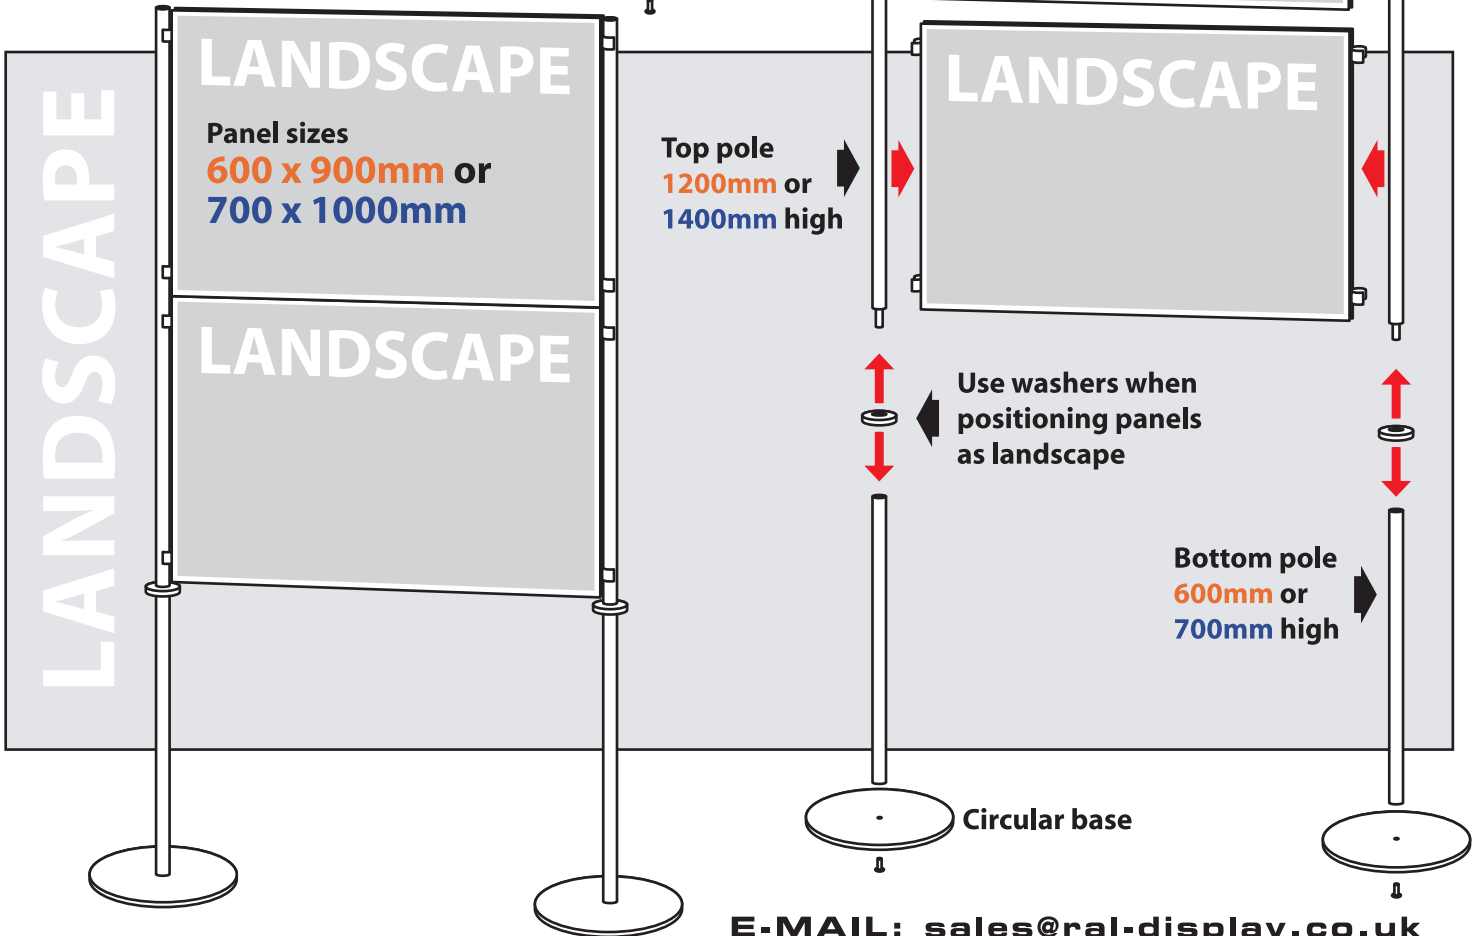 LANDSCAPE
LANDSCAPE
Panel sizes
600 x 900mm or
700 x 1000mm
LANDSCAPE
LANDSCAPE
Top pole
1200mm or
1400mm high
Use washers when
positioning panels
as landscape
Bottom pole
600mm or
700mm high
Circular base
E-MAIL: sales@ral-display.co.uk